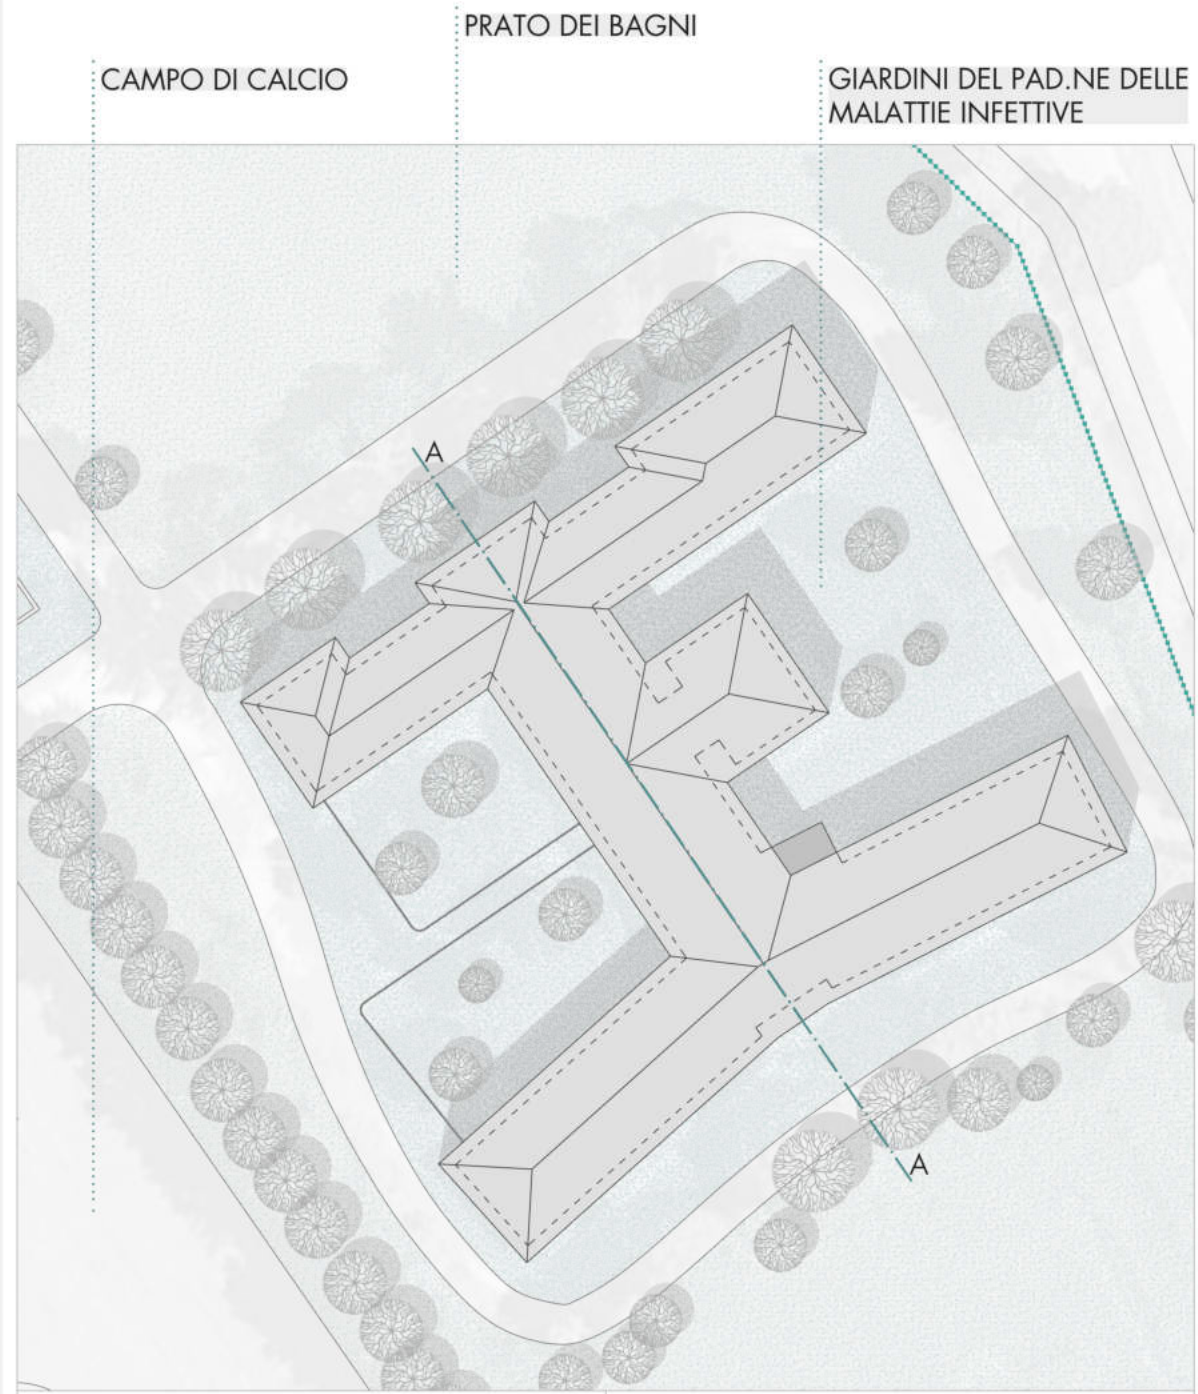 PRATO DEI BAGNI
CAMPO DI CALCIO
GIARDINI DEL PAD.NE DELLE
MALATTIE INFETTIVE
A
A